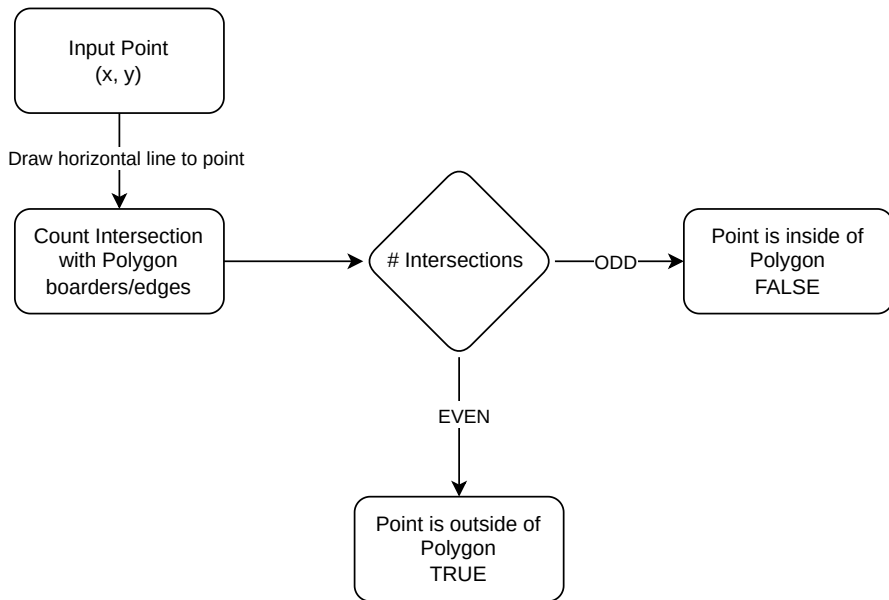 Input Point
(x, y)
Draw horizontal line to point
Count Intersection
with Polygon
boarders/edges
# Intersections
ODD
Point is inside of
Polygon
FALSE
EVEN
Point is outside of
Polygon
TRUE